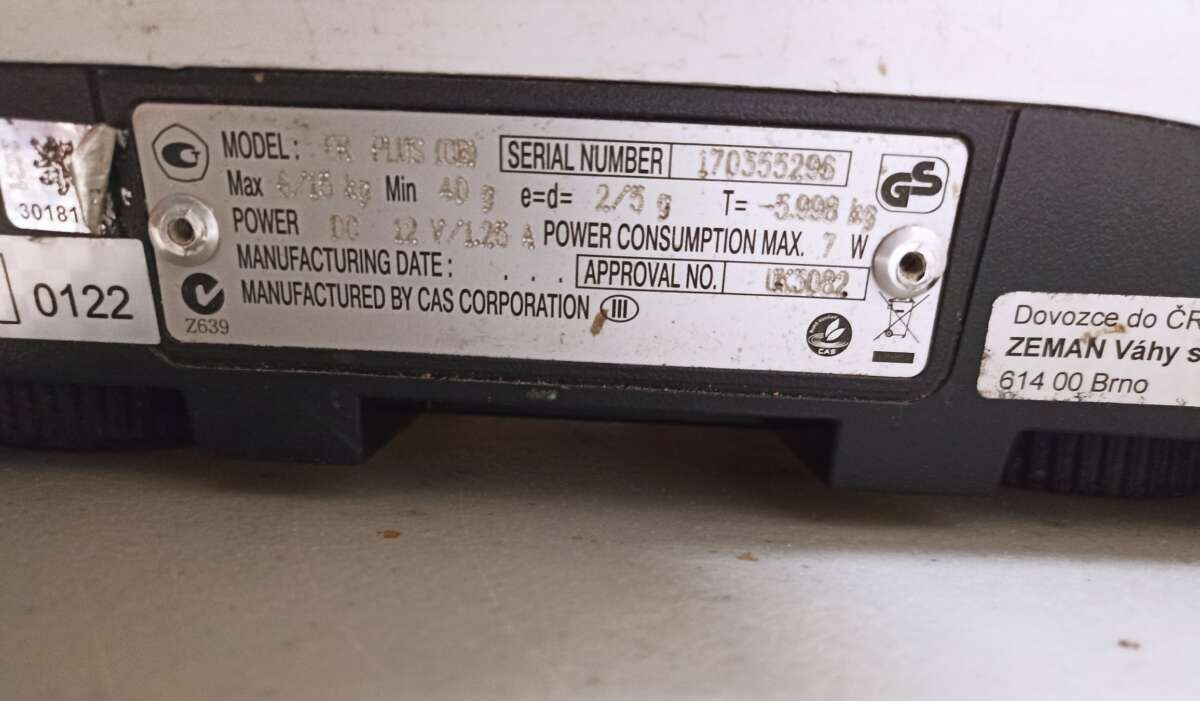 MODEL: PR PLUS (CB) SERIAL NUMBER 170355296
Max 6/15 kg Min 40 g e=d= 2/5 g T= -5.998 kg
POWER DC 12 V/1.25 A POWER CONSUMPTION MAX. 7 W
MANUFACTURING DATE: . . . APPROVAL NO. UK3082
MANUFACTURED BY CAS CORPORATION III
Z639
GS
CAS
30181
0122
Dovozce do ČR
ZEMAN Váhy s
614 00 Brno